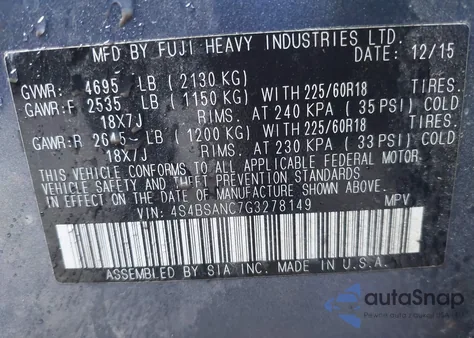 MFD BY FUJI HEAVY INDUSTRIES LTD.
DATE: 12/15
GVWR: 4695 LB (2130 KG)
GAWR:F 2535 LB (1150 KG) WITH 225/60R18 TIRES.
18X7J RIMS. AT 240 KPA (35 PSI) COLD
GAWR:R LB (1200 KG) WITH 225/60R18 TIRES.
18X7J RIMS. AT 230 KPA (33 PSI) COLD
THIS VEHICLE CONFORMS TO ALL APPLICABLE FEDERAL MOTOR
VEHICLE SAFETY STANDARDS
IN EFFECT ON THE DATE OF MANUFACTURE SHOWN ABOVE.
VIN: 4S4BSANC7G3278149 MPV
ASSEMBLED BY SIA INC. MADE IN U.S.A.
autoSnap